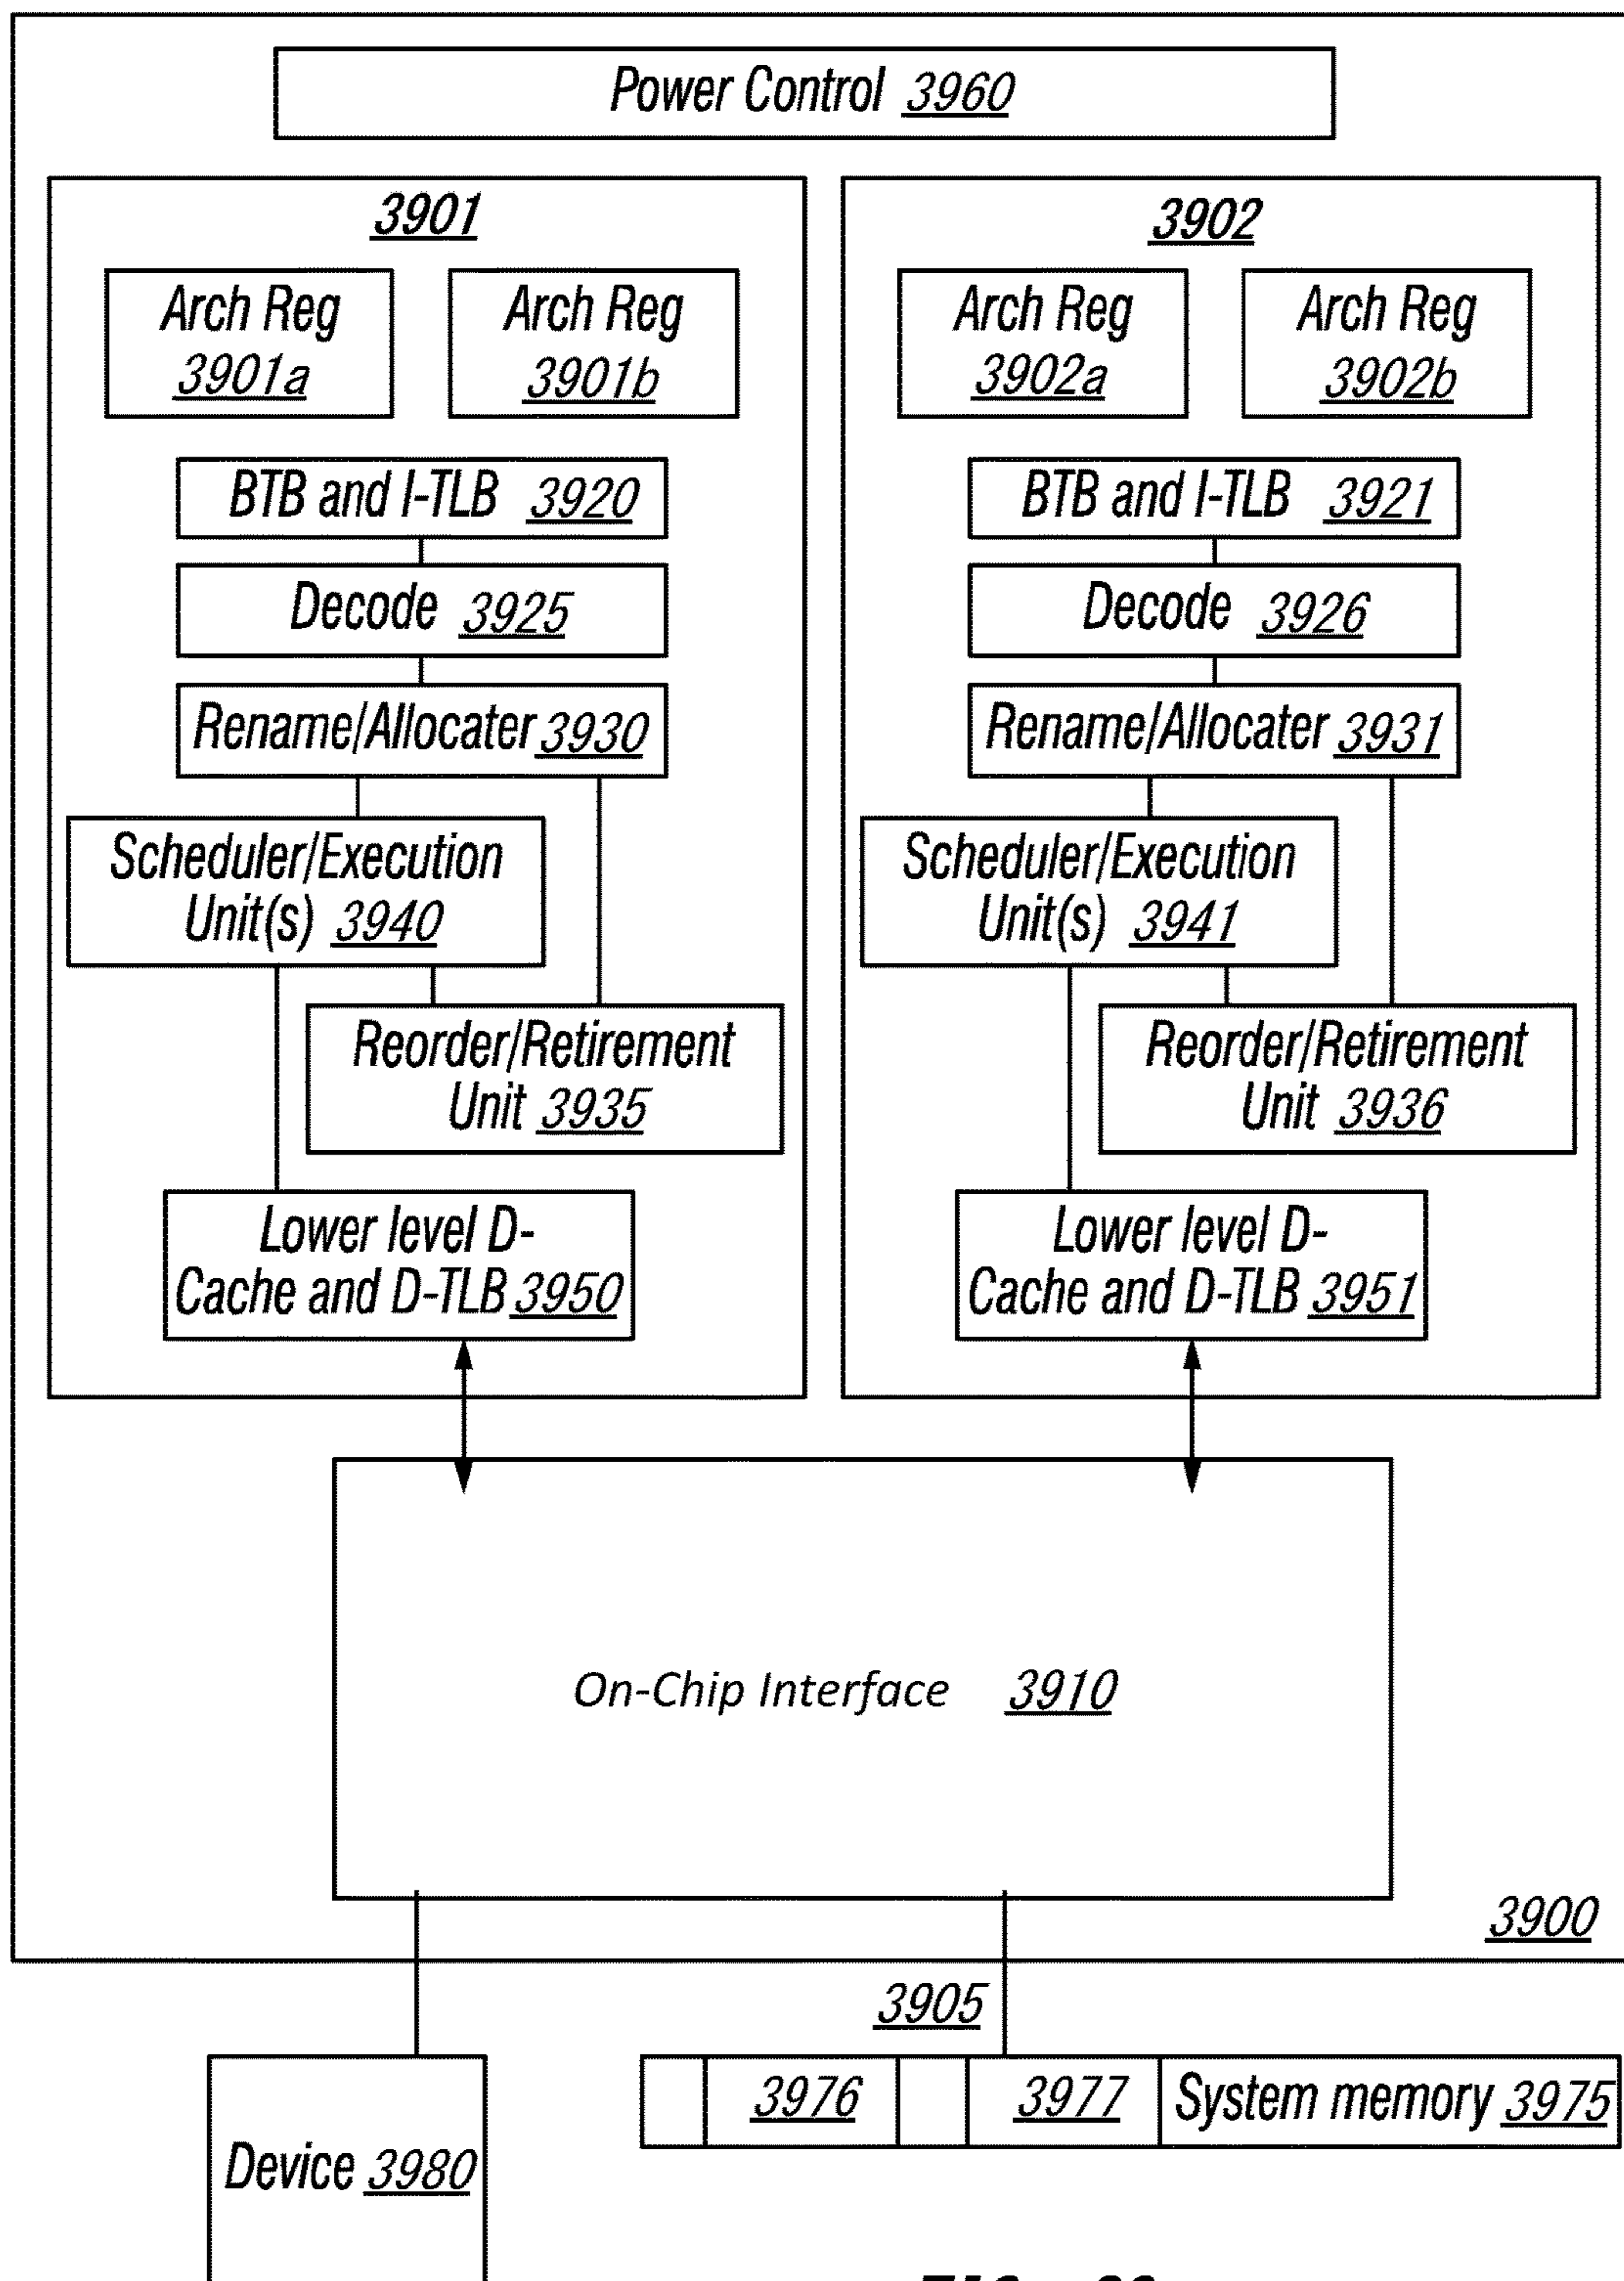 Power Control 3960
3901
Arch Reg
3901a
Arch Reg
3901b
BTB and I-TLB 3920
Decode 3925
Rename/Allocater 3930
Scheduler/Execution
Unit(s) 3940
Reorder/Retirement
Unit 3935
Lower level D-
Cache and D-TLB 3950
3902
Arch Reg
3902a
Arch Reg
3902b
BTB and I-TLB 3921
Decode 3926
Rename/Allocater 3931
Scheduler/Execution
Unit(s) 3941
Reorder/Retirement
Unit 3936
Lower level D-
Cache and D-TLB 3951
On-Chip Interface 3910
3900
3905
3976
3977
System memory 3975
Device 3980